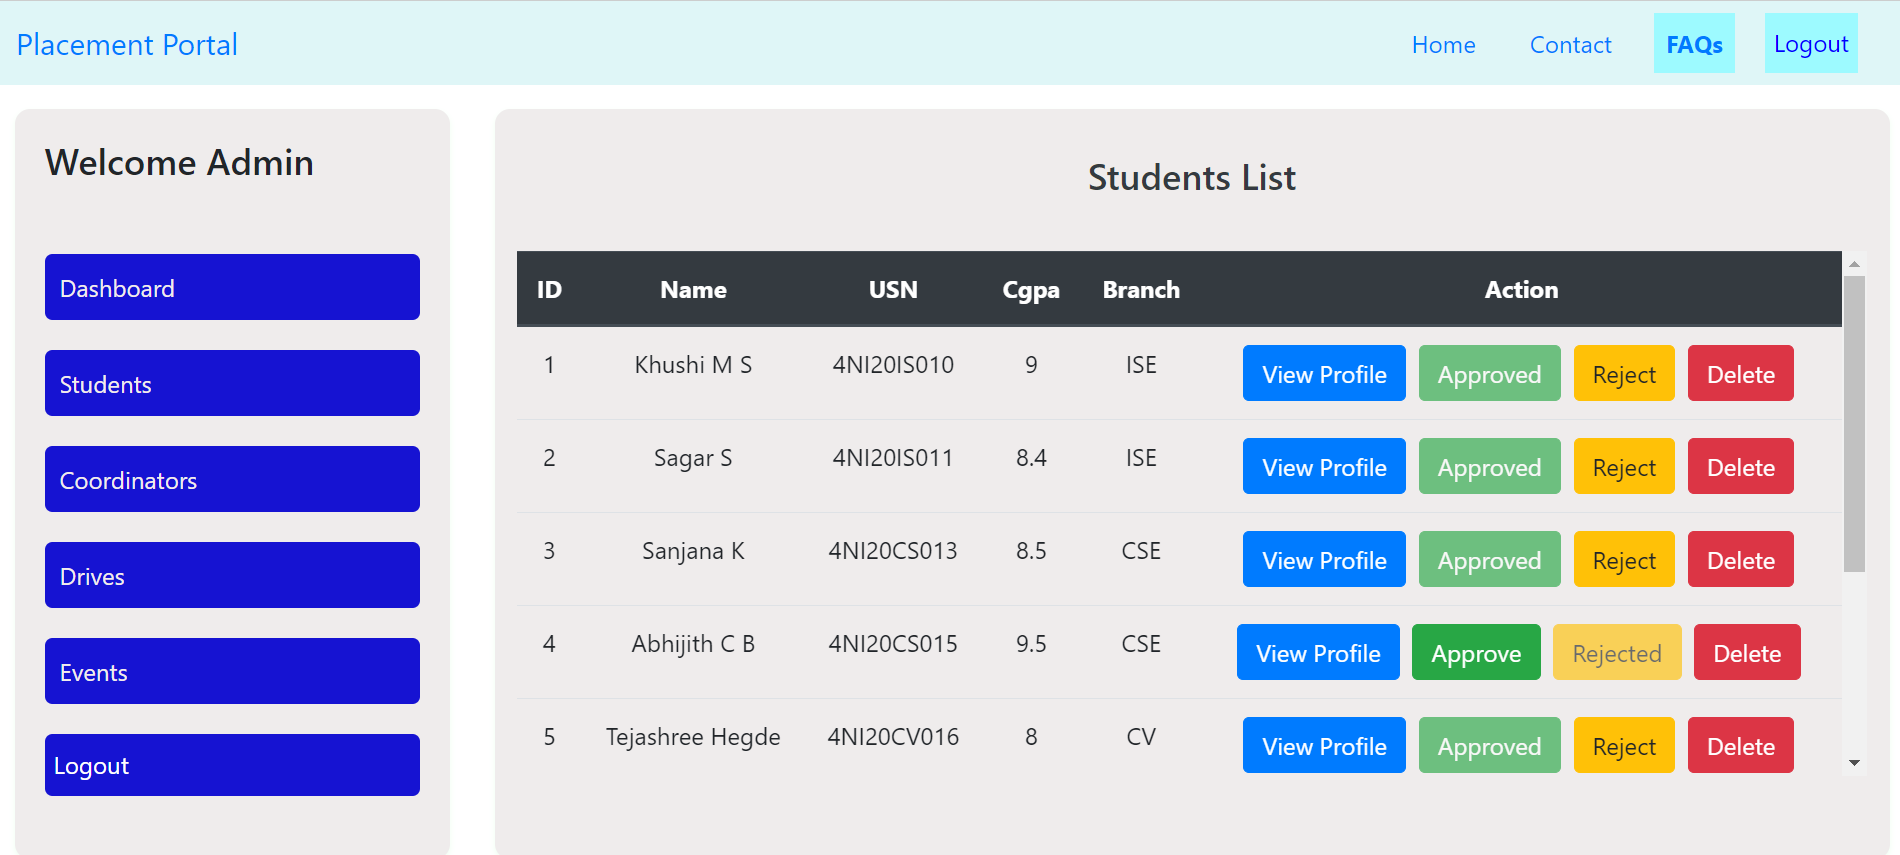 Placement Portal Home Contact FAQs Logout
Welcome Admin
Dashboard
Students
Coordinators
Drives
Events
Logout
Students List
ID Name USN Cgpa Branch Action
1 Khushi M S 4NI20IS010 9 ISE View Profile Approved Reject Delete
2 Sagar S 4NI20IS011 8.4 ISE View Profile Approved Reject Delete
3 Sanjana K 4NI20CS013 8.5 CSE View Profile Approved Reject Delete
4 Abhijith C B 4NI20CS015 9.5 CSE View Profile Approve Rejected Delete
5 Tejashree Hegde 4NI20CV016 8 CV View Profile Approved Reject Delete